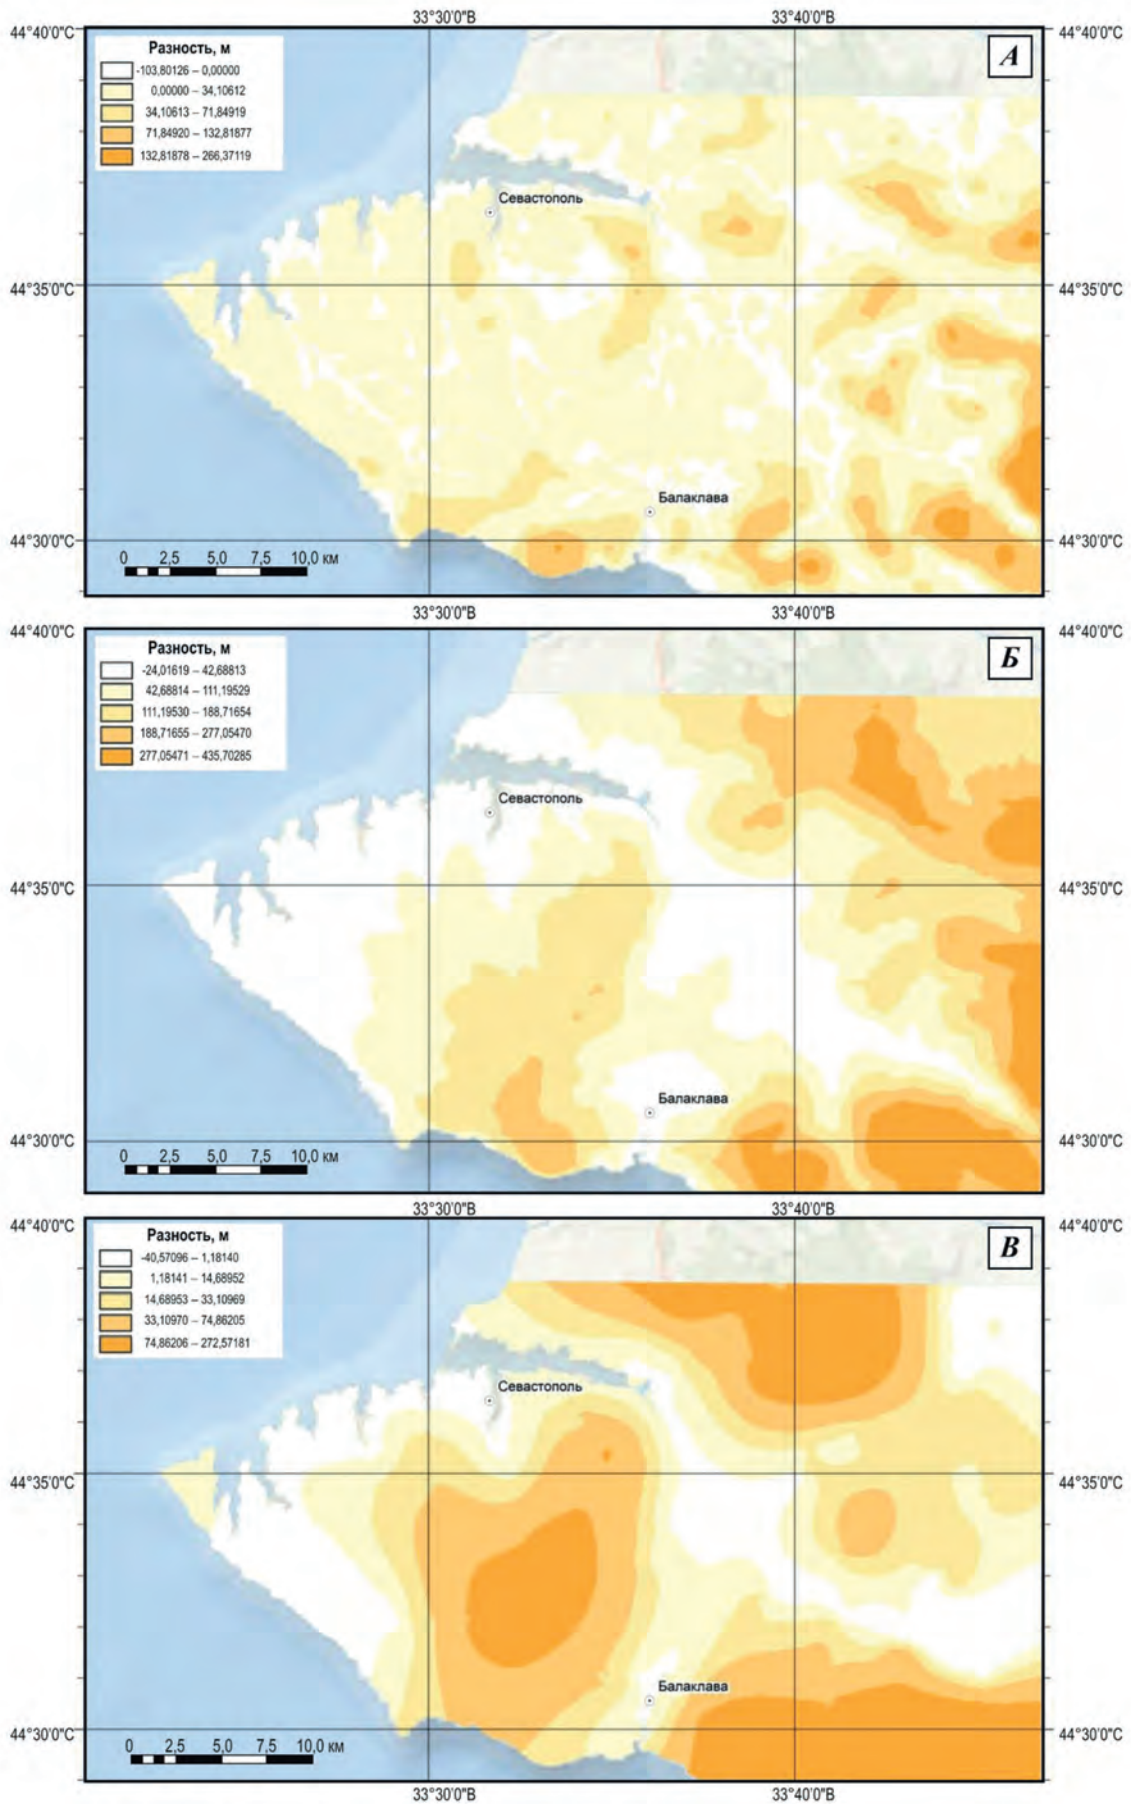 33°30'0"В 33°40'0"В
44°40'0"С 44°40'0"С
Разность, м
А
-103,80126 – 0,00000
0,00000 – 34,10612
34,10613 – 71,84919
71,84920 – 132,81877
132,81878 – 266,37119
Севастополь
44°35'0"С 44°35'0"С
Балаклава
44°30'0"С 44°30'0"С
0 2,5 5,0 7,5 10,0 км
33°30'0"В 33°40'0"В
44°40'0"С 44°40'0"С
Разность, м
Б
-24,01619 – 42,68813
42,68814 – 111,19529
111,19530 – 188,71654
188,71655 – 277,05470
277,05471 – 435,70285
Севастополь
44°35'0"С 44°35'0"С
Балаклава
44°30'0"С 44°30'0"С
0 2,5 5,0 7,5 10,0 км
33°30'0"В 33°40'0"В
44°40'0"С 44°40'0"С
Разность, м
В
-40,57096 – 1,18140
1,18141 – 14,68952
14,68953 – 33,10969
33,10970 – 74,86205
74,86206 – 272,57181
Севастополь
44°35'0"С 44°35'0"С
Балаклава
44°30'0"С 44°30'0"С
0 2,5 5,0 7,5 10,0 км
33°30'0"В 33°40'0"В